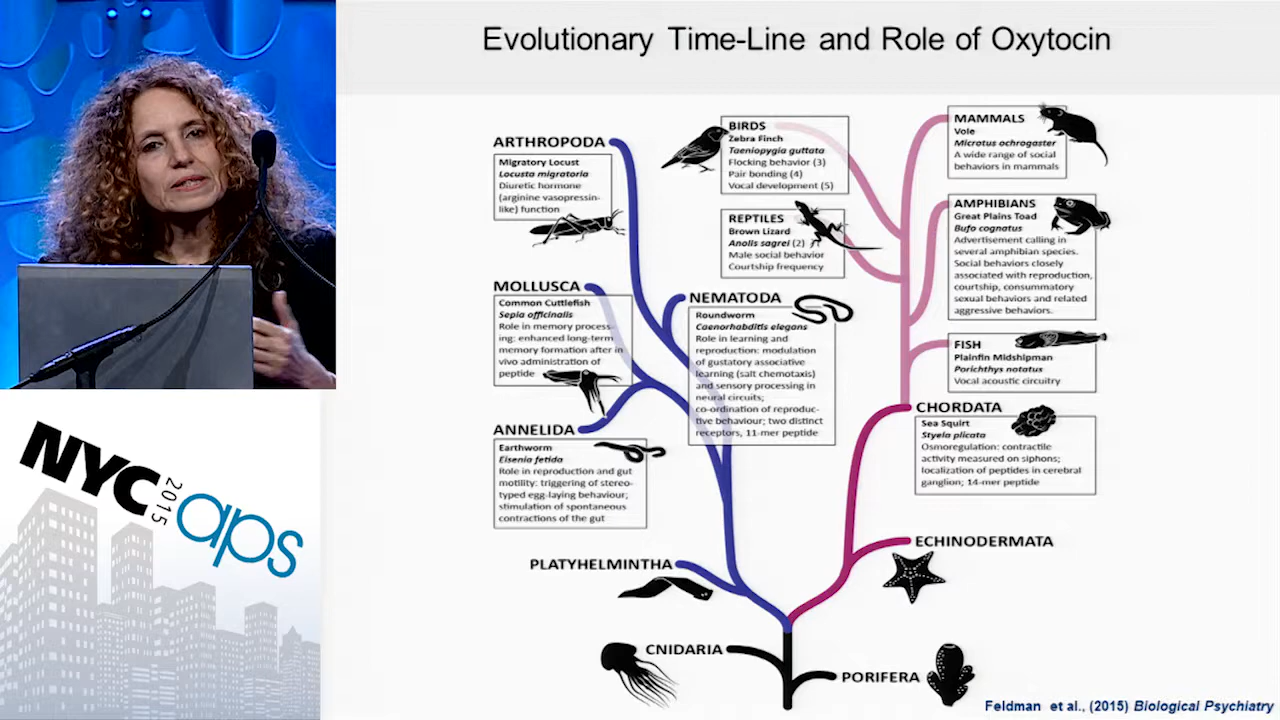 Evolutionary Time-Line and Role of Oxytocin
ARTHROPODA
Migratory Locust
Locusta migratoria
Diuretic hormone
(arginine vasopressin-
like) function
BIRDS
Zebra Finch
Taeniopygia guttata
Flocking behavior (3)
Pair bonding (4)
Vocal development (5)
MAMMALS
Vole
Micratus ochrogaster
A wide range of social
behaviors in mammals
REPTILES
Brown Lizard
Anolis sagrei (2)
Male social behavior
Courtship frequency
AMPHIBIANS
Great Plains Toad
Bufo cognatus
Advertisement calling in
several amphibian species.
Social behaviors closely
associated with reproduction,
courtship, consummatory
sexual behaviors and related
aggressive behaviors.
MOLLUSCA
Common Cuttlefish
Sepia officinalis
Role in memory process-
ing: enhanced long-term
memory formation after in
vivo administration of
peptide
NEMATODA
Roundworm
Caenorhabditis elegans
Role in learning and
reproduction: modulation
of gustatory associative
learning (salt chemotaxis)
and sensory processing in
neural circuits;
co-ordination of reproduc-
tive behaviour; two distinct
receptors, 11-mer peptide
FISH
Plainfin Midshipman
Porichthys notatus
Vocal acoustic circuitry
CHORDATA
Sea Squirt
Styela plicata
Osmoregulation: contractile
activity measured on siphons;
localization of peptides in cerebral
ganglion; 14-mer peptide
ANNELIDA
Earthworm
Eisenia fetida
Role in reproduction and gut
motility: triggering of stereo-
typed egg-laying behaviour;
stimulation of spontaneous
contractions of the gut
ECHINODERMATA
PLATYHELMINTHA
CNIDARIA
PORIFERA
Feldman et al., (2015) Biological Psychiatry
NYC
2015
aps